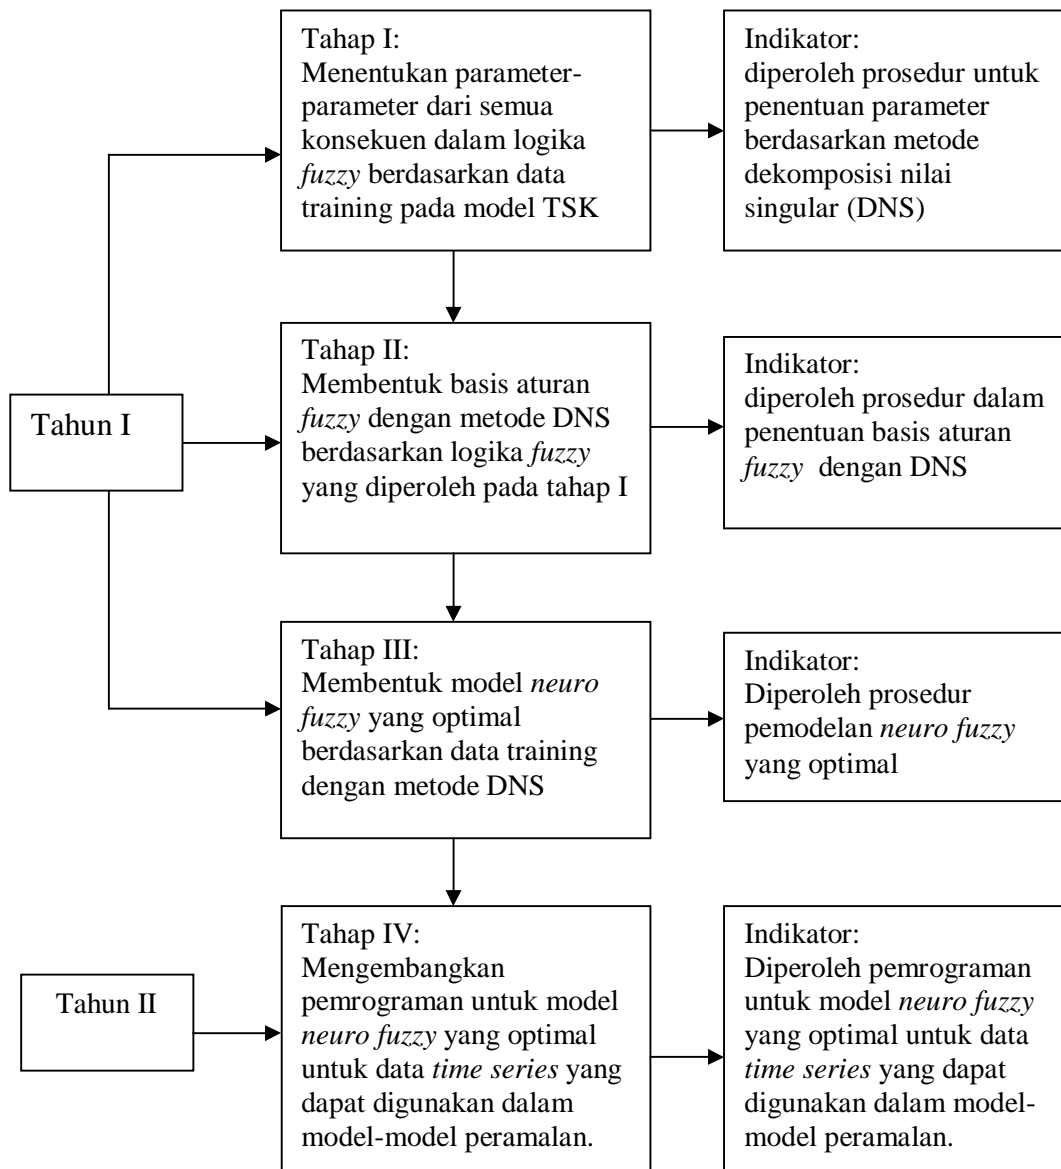 Tahap I:
Menentukan parameter-
parameter dari semua
konsekuen dalam logika
fuzzy berdasarkan data
training pada model TSK
Indikator:
diperoleh prosedur untuk
penentuan parameter
berdasarkan metode
dekomposisi nilai
singular (DNS)
Tahun I
Tahap II:
Membentuk basis aturan
fuzzy dengan metode DNS
berdasarkan logika fuzzy
yang diperoleh pada tahap I
Indikator:
diperoleh prosedur dalam
penentuan basis aturan
fuzzy dengan DNS
Tahap III:
Membentuk model neuro
fuzzy yang optimal
berdasarkan data training
dengan metode DNS
Indikator:
Diperoleh prosedur
pemodelan neuro fuzzy
yang optimal
Tahun II
Tahap IV:
Mengembangkan
pemrograman untuk model
neuro fuzzy yang optimal
untuk data time series yang
dapat digunakan dalam
model-model peramalan.
Indikator:
Diperoleh pemrograman
untuk model neuro fuzzy
yang optimal untuk data
time series yang dapat
digunakan dalam model-
model peramalan.